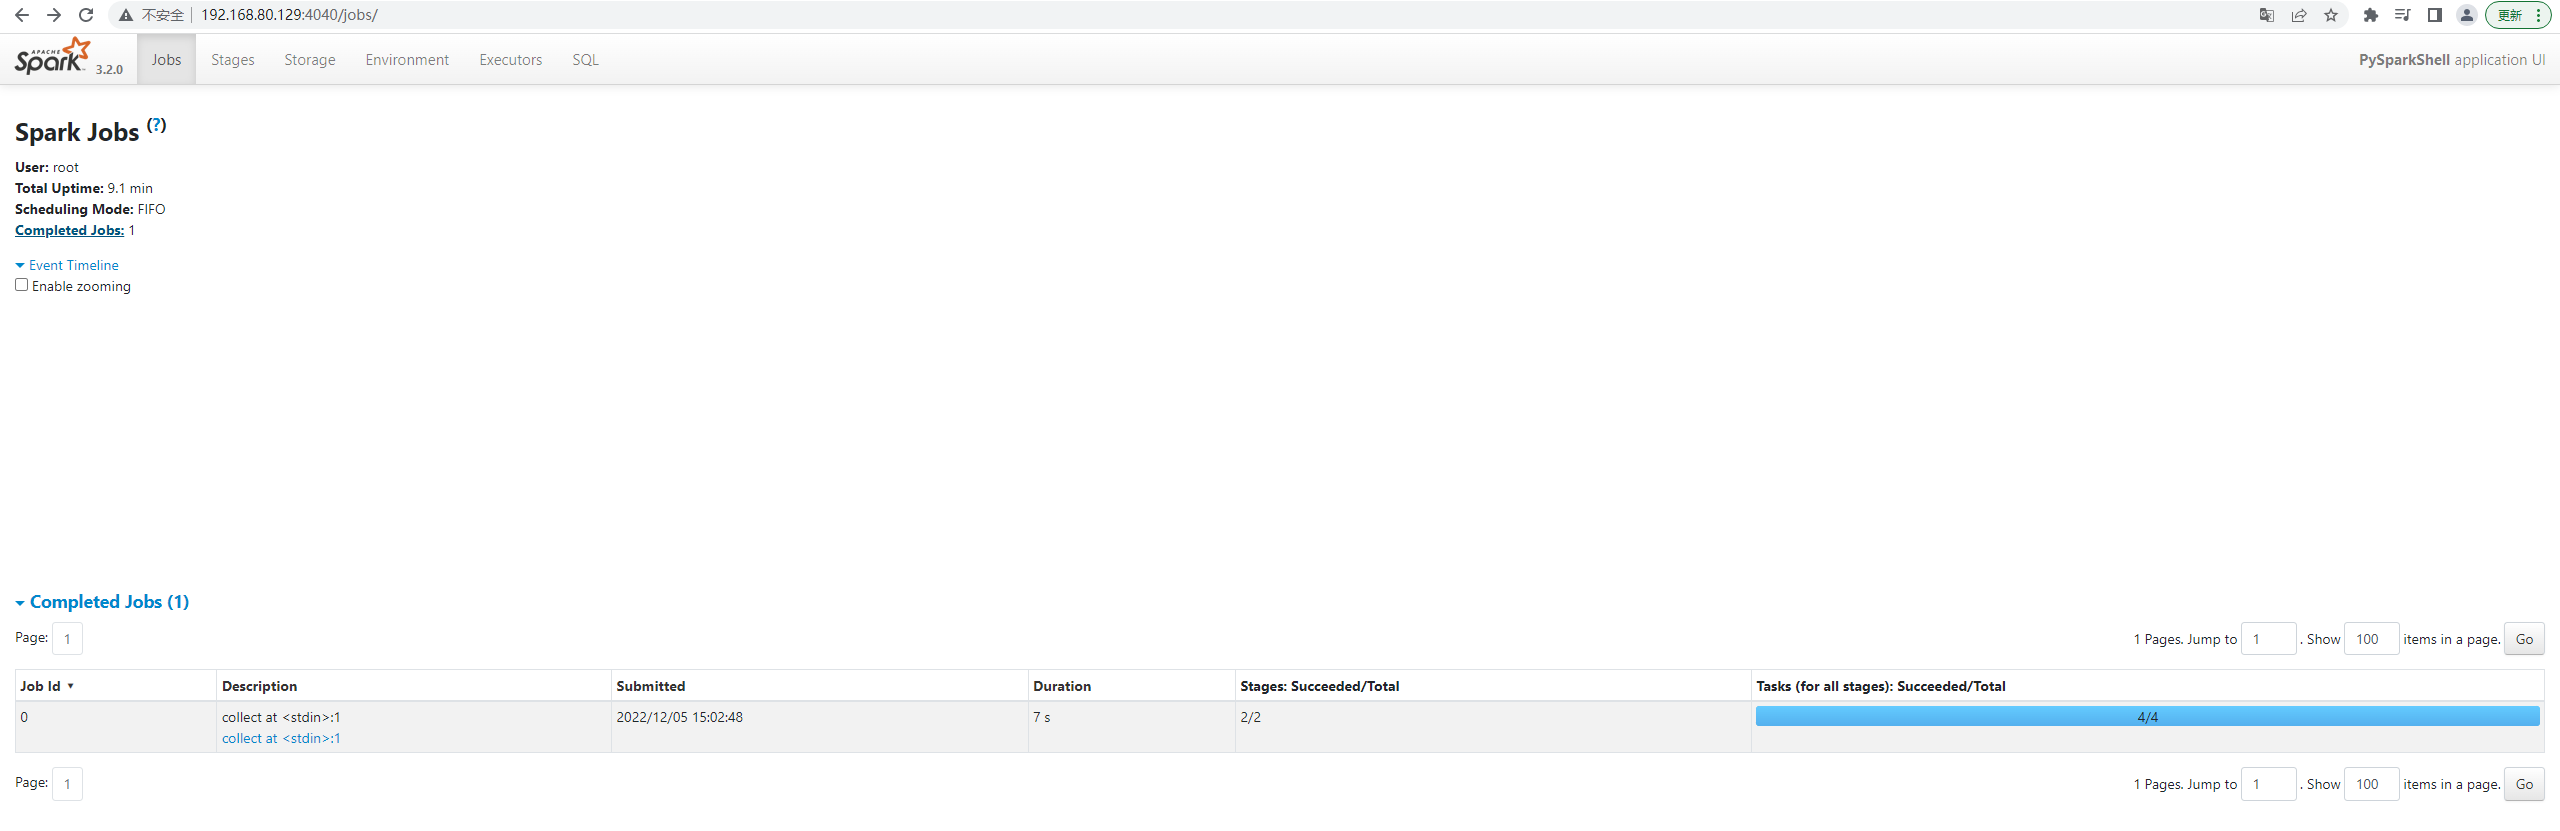 不安全 | 192.168.80.129:4040/jobs/ 更新
APACHE Spark 3.2.0 Jobs Stages Storage Environment Executors SQL PySparkShell application UI
Spark Jobs (?)
User: root
Total Uptime: 9.1 min
Scheduling Mode: FIFO
Completed Jobs: 1
Event Timeline
Enable zooming
Completed Jobs (1)
Page: 1 1 Pages. Jump to 1 . Show 100 items in a page. Go
Job Id ▾ Description Submitted Duration Stages: Succeeded/Total Tasks (for all stages): Succeeded/Total
0 collect at <stdin>:1 2022/12/05 15:02:48 7 s 2/2 4/4
collect at <stdin>:1
Page: 1 1 Pages. Jump to 1 . Show 100 items in a page. Go